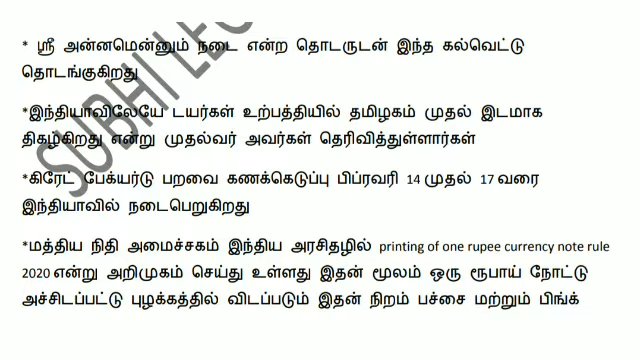 * ஸ்ரீ அன்னமென்னும் நடை என்ற தொடருடன் இந்த கல்வெட்டு
தொடங்குகிறது
*இந்தியாவிலேயே டயர்கள் உற்பத்தியில் தமிழகம் முதல் இடமாக
திகழ்கிறது என்று முதல்வர் அவர்கள் தெரிவித்துள்ளார்கள்
*கிரேட் பேக்யர்டு பறவை கணக்கெடுப்பு பிப்ரவரி 14 முதல் 17 வரை
இந்தியாவில் நடைபெறுகிறது
*மத்திய நிதி அமைச்சகம் இந்திய அரசிதழில் printing of one rupee currency note rule
2020 என்று அறிமுகம் செய்து உள்ளது இதன் மூலம் ஒரு ரூபாய் நோட்டு
அச்சிடப்பட்டு புழக்கத்தில் விடப்படும் இதன் நிறம் பச்சை மற்றும் பிங்க்
SUBHI